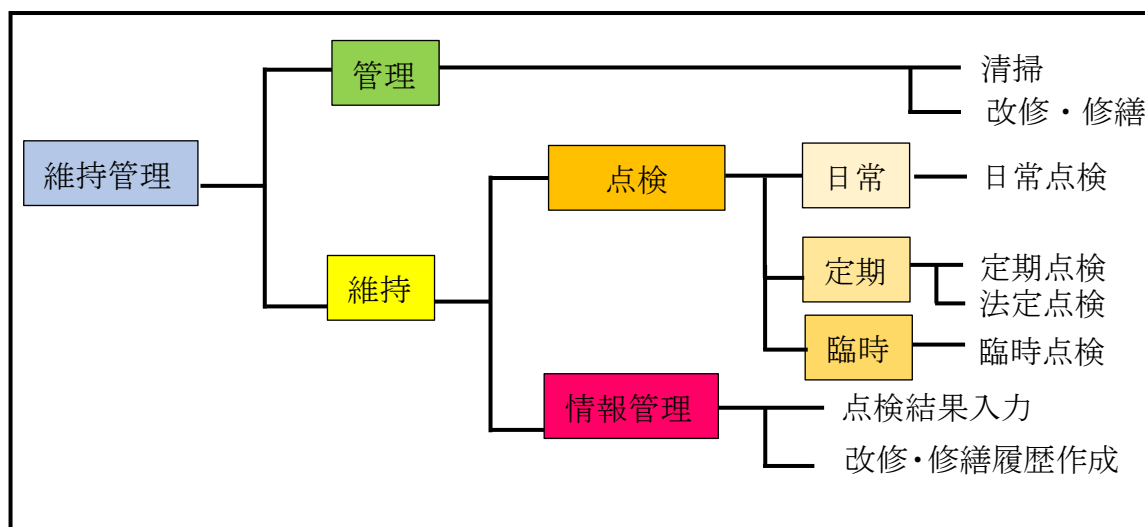 維持管理
管理
清掃
改修・修繕
維持
点検
日常
日常点検
定期
定期点検
法定点検
臨時
臨時点検
情報管理
点検結果入力
改修・修繕履歴作成